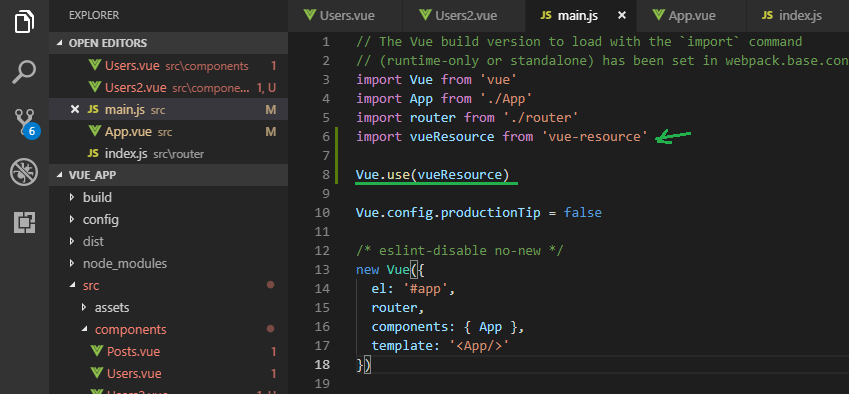 EXPLORER
OPEN EDITORS
Users.vue src\components 1
Users2.vue src\compone... 1, U
JS main.js src M
App.vue src M
JS index.js src\router
VUE_APP
build
config
dist
node_modules
src
assets
components
Posts.vue 1
Users.vue 1
6
Users.vue
Users2.vue
JS main.js
App.vue
JS index.js
1 // The Vue build version to load with the `import` command
2 // (runtime-only or standalone) has been set in webpack.base.con
3 import Vue from 'vue'
4 import App from './App'
5 import router from './router'
6 import vueResource from 'vue-resource'
7
8 Vue.use(vueResource)
9
10 Vue.config.productionTip = false
11
12 /* eslint-disable no-new */
13 new Vue({
14 el: '#app',
15 router,
16 components: { App },
17 template: '<App/>'
18 })
19